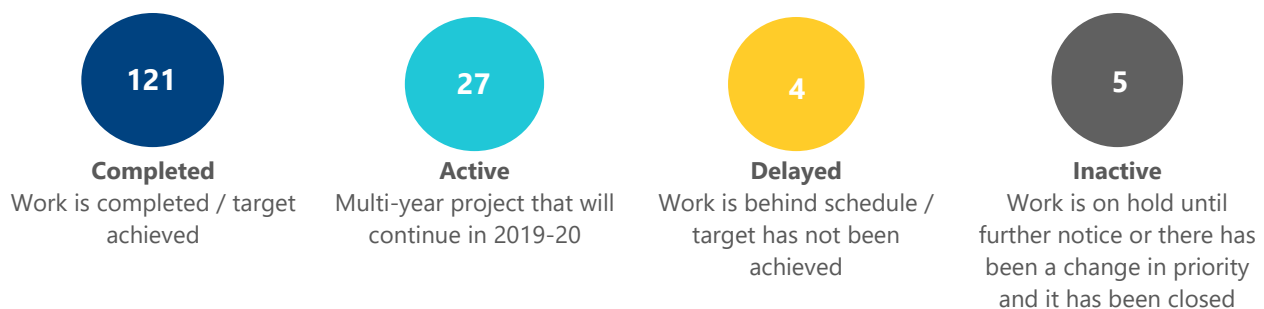 121
Completed
Work is completed / target
achieved
27
Active
Multi-year project that will
continue in 2019-20
4
Delayed
Work is behind schedule /
target has not been
achieved
5
Inactive
Work is on hold until
further notice or there has
been a change in priority
and it has been closed